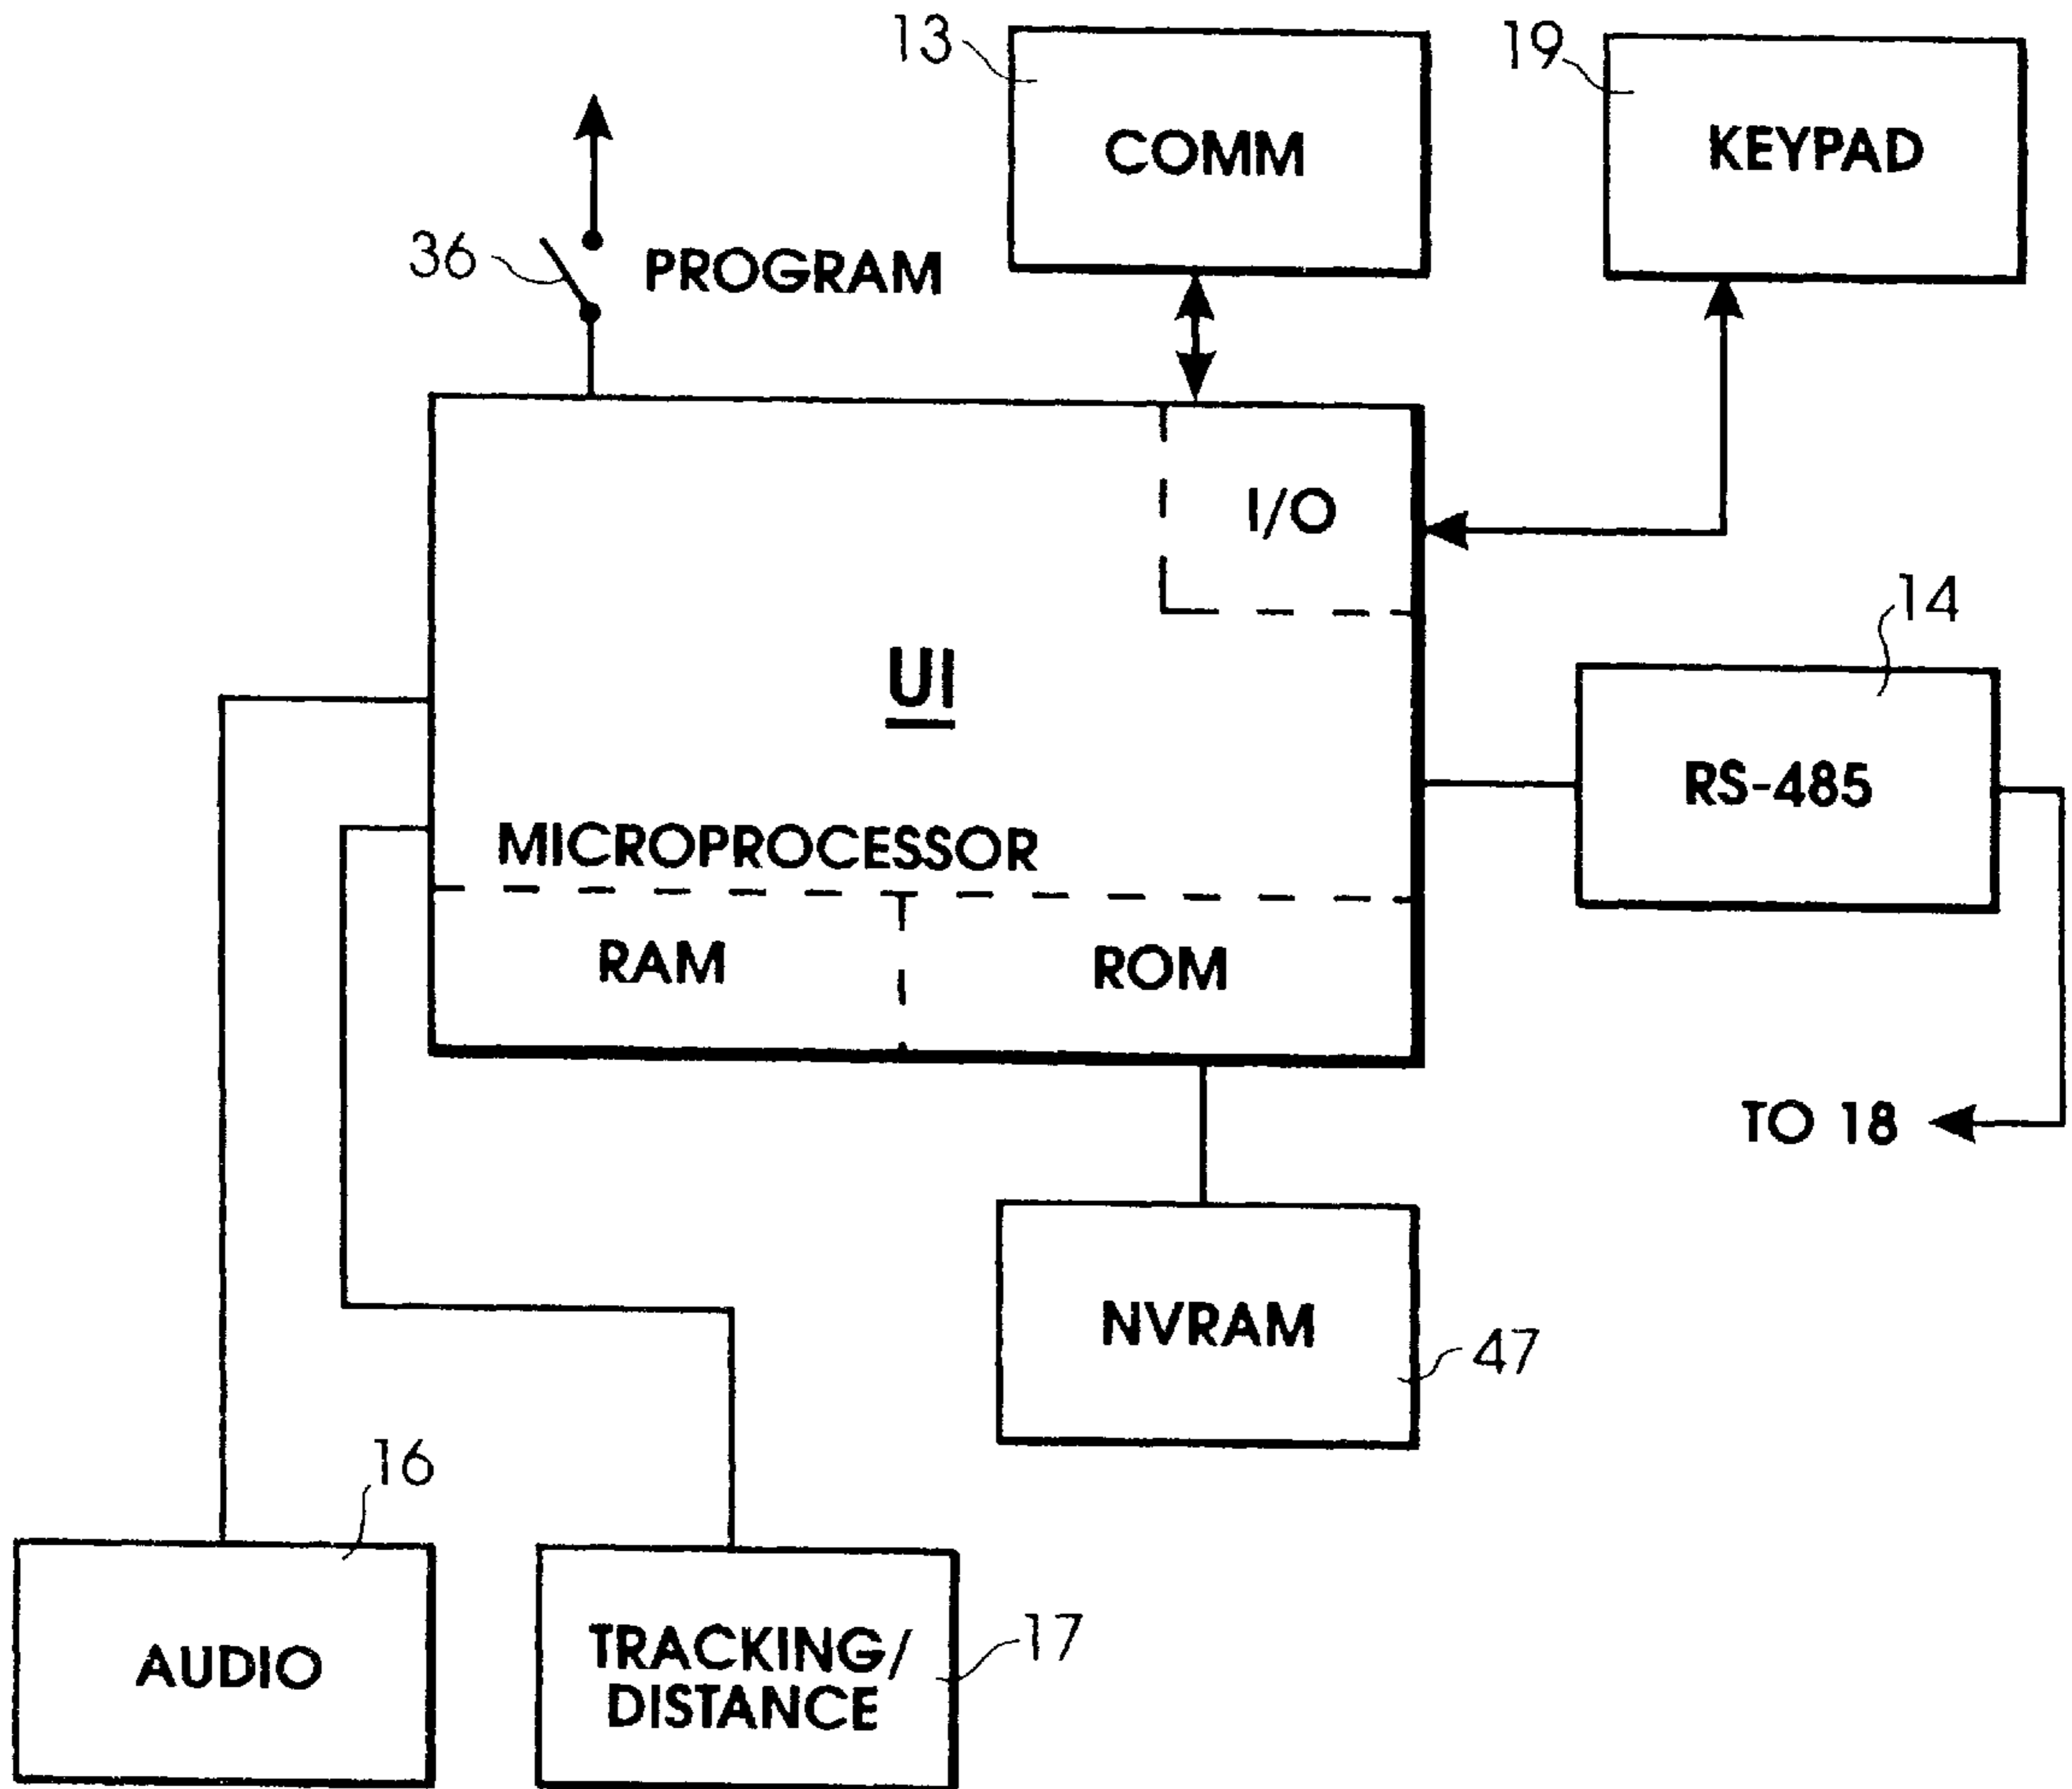 13
COMM
19
KEYPAD
36
PROGRAM
I/O
UI
MICROPROCESSOR
RAM
ROM
14
RS-485
TO 18
NVRAM
47
16
AUDIO
TRACKING/
DISTANCE
17